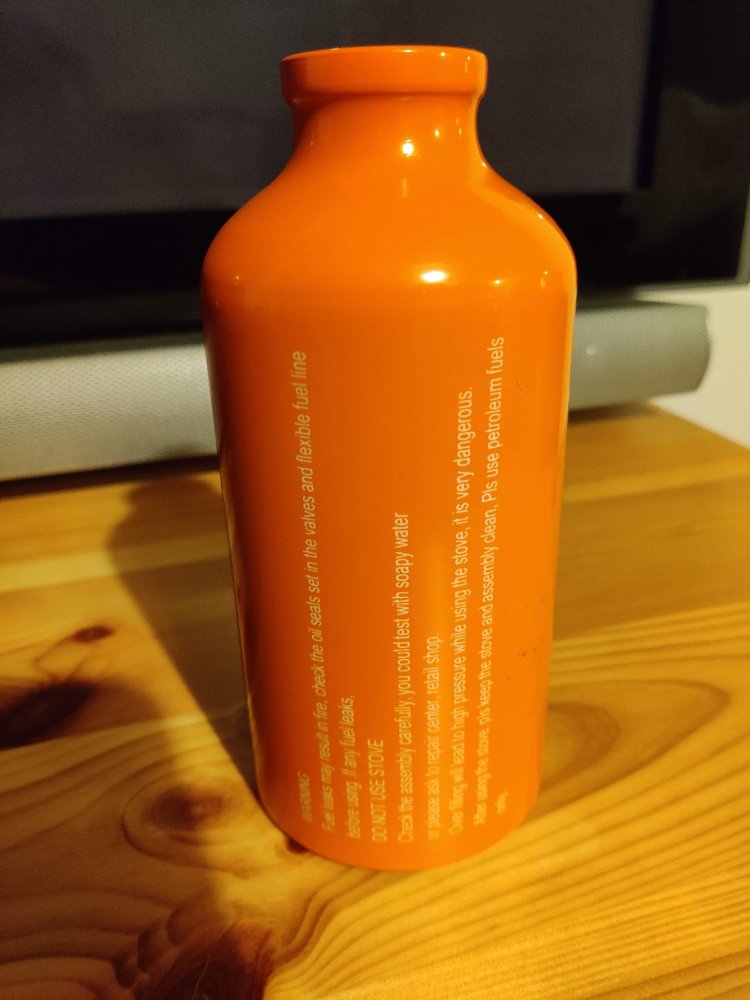 WARNING
Fuel leaks may result in fire, check the oil seals set in the valves and flexible fuel line
before using .If any fuel leaks,
DO NOT USE STOVE
Check the assembly carefully, you could test with soapy water
or please ask to repair center, retail shop.
Over filling will lead to high pressure while using the stove, it is very dangerous.
After using the stove, pls keep the stove and assembly clean, Pls use petroleum fuels
only.